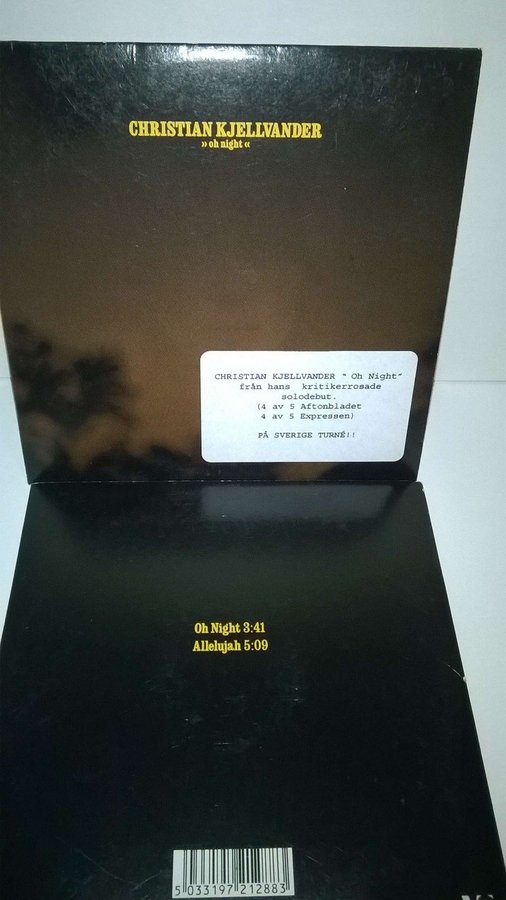 CHRISTIAN KJELLVANDER
» oh night «
CHRISTIAN KJELLVANDER “ Oh Night”
från hans kritikerrosade
solodebut.
(4 av 5 Aftonbladet
4 av 5 Expressen)
PÅ SVERIGE TURNÉ!!
Oh Night 3:41
Allelujah 5:09
5 033197 212883